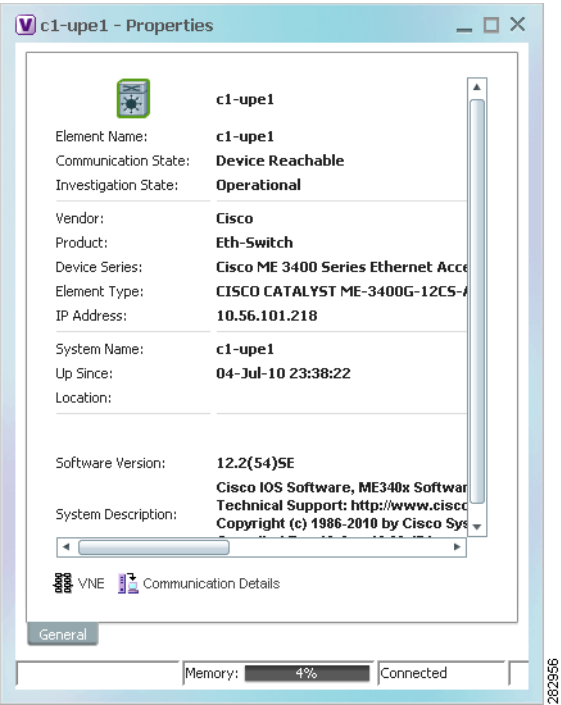 V c1-upe1 - Properties
c1-upe1
Element Name: c1-upe1
Communication State: Device Reachable
Investigation State: Operational
Vendor: Cisco
Product: Eth-Switch
Device Series: Cisco ME 3400 Series Ethernet Acce
Element Type: CISCO CATALYST ME-3400G-12CS-A
IP Address: 10.56.101.218
System Name: c1-upe1
Up Since: 04-Jul-10 23:38:22
Location:
Software Version: 12.2(54)SE
System Description: Cisco IOS Software, ME340x Softwar
Technical Support: http://www.cisco
Copyright (c) 1986-2010 by Cisco Sys
VNE Communication Details
General
Memory: 4% Connected
282956